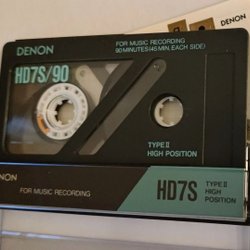 DENON
FOR MUSIC RECORDING
90 MINUTES (45 MIN. EACH SIDE)
HD7S/90
TYPE II
HIGH POSITION
NON
FOR MUSIC RECORDING
HD7S
TYPE II
HIGH
POSITION